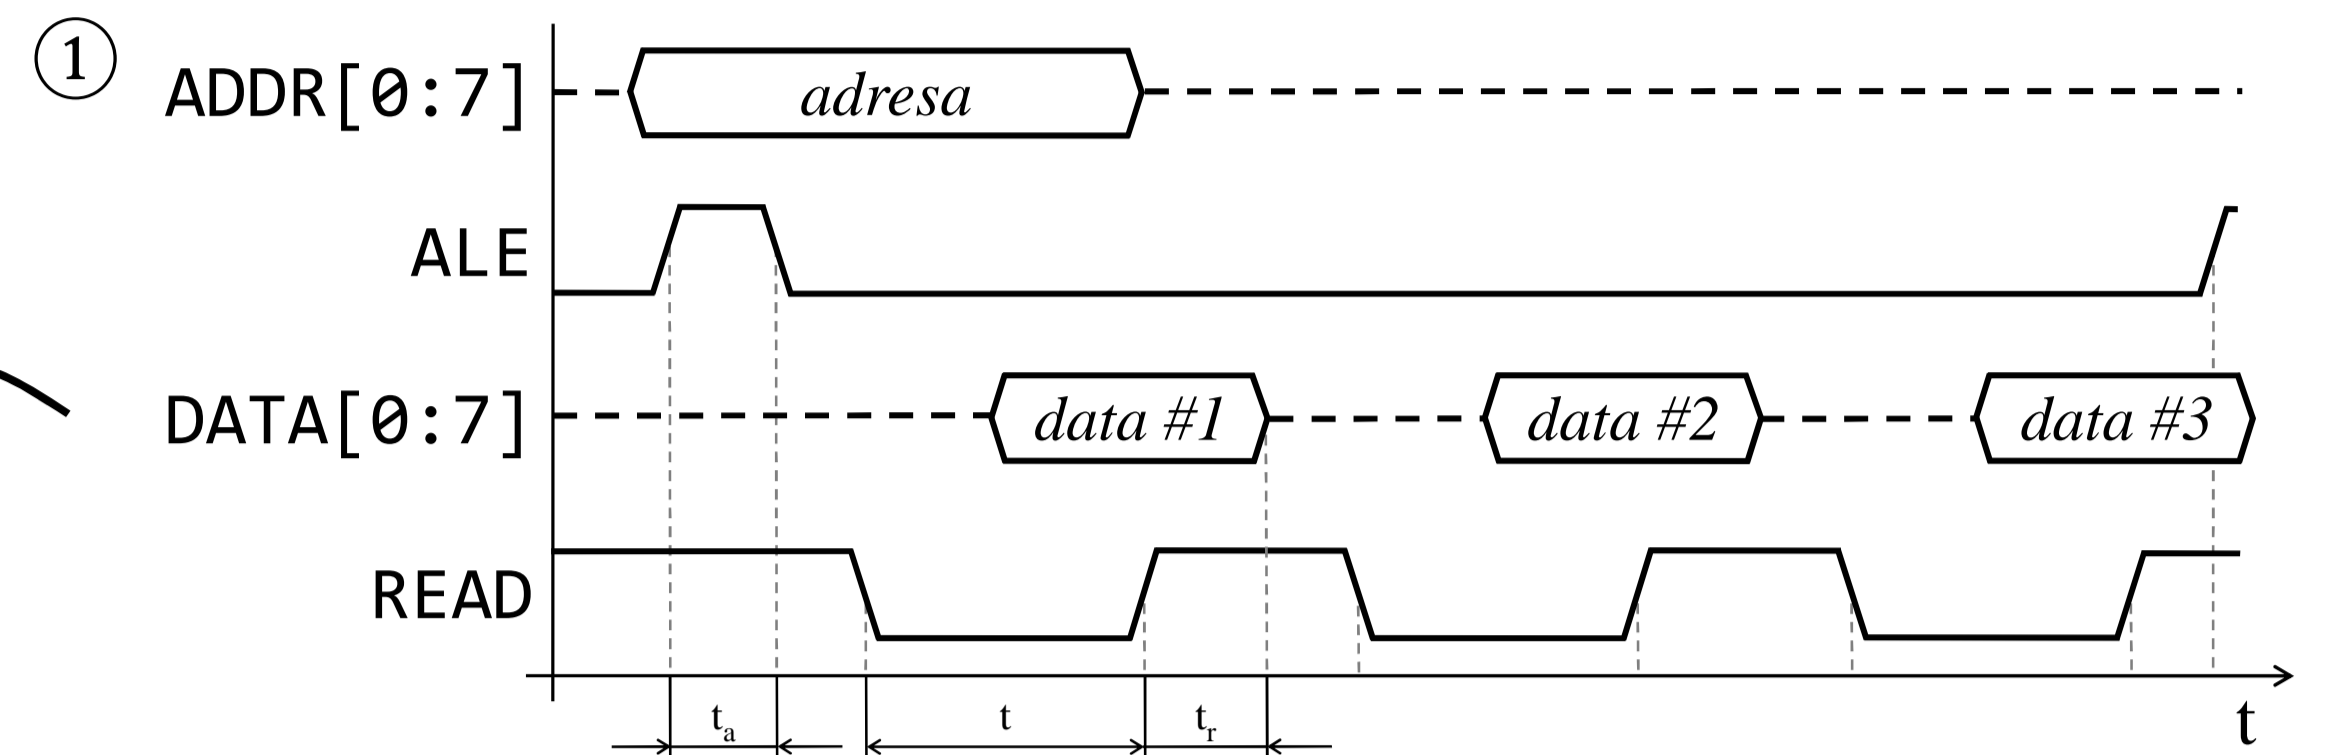 ①
ADDR[0:7] adresa
ALE
DATA[0:7] data #1 data #2 data #3
READ
t
tₐ t tᵣ